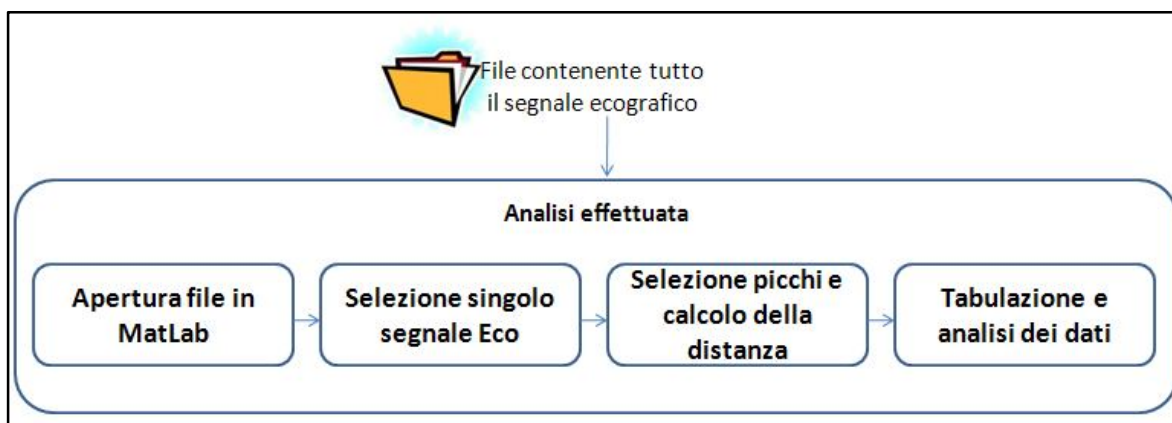 File contenente tutto
il segnale ecografico
Analisi effettuata
Apertura file in
MatLab
Selezione singolo
segnale Eco
Selezione picchi e
calcolo della
distanza
Tabulazione e
analisi dei dati